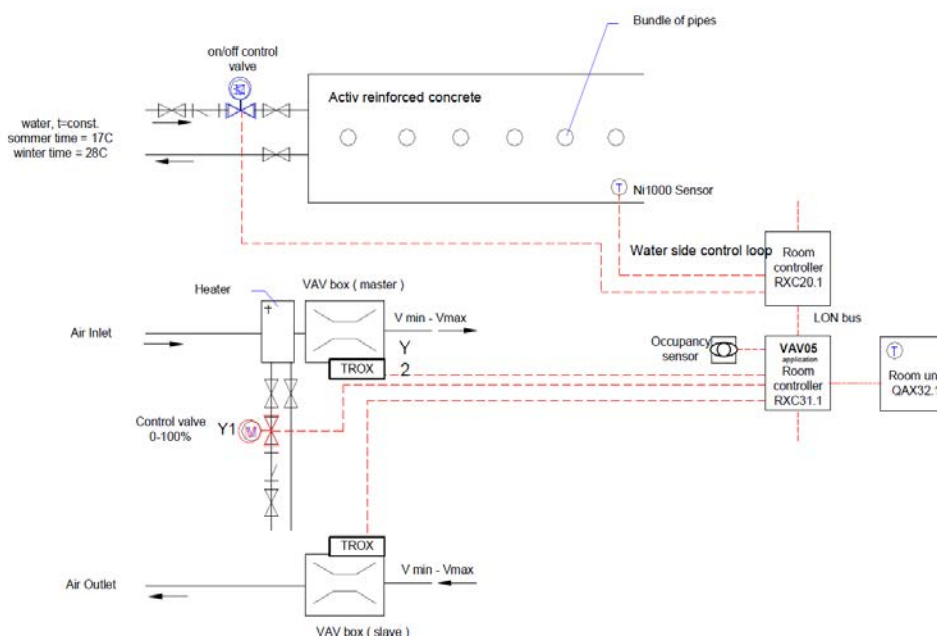 Bundle of pipes
on/off control
valve
Activ reinforced concrete
water, t=const.
sommer time = 17C
winter time = 28C
T
Ni1000 Sensor
Water side control loop
Room
controller
RXC20.1
Heater
VAV box ( master )
LON bus
Air Inlet
V min - Vmax
Y
2
TROX
Occupancy
sensor
VAV05
application
Room
controller
RXC31.1
T
Room un
QAX32.1
Control valve
0-100%
Y1
M
TROX
V min - Vmax
Air Outlet
VAV box ( slave )